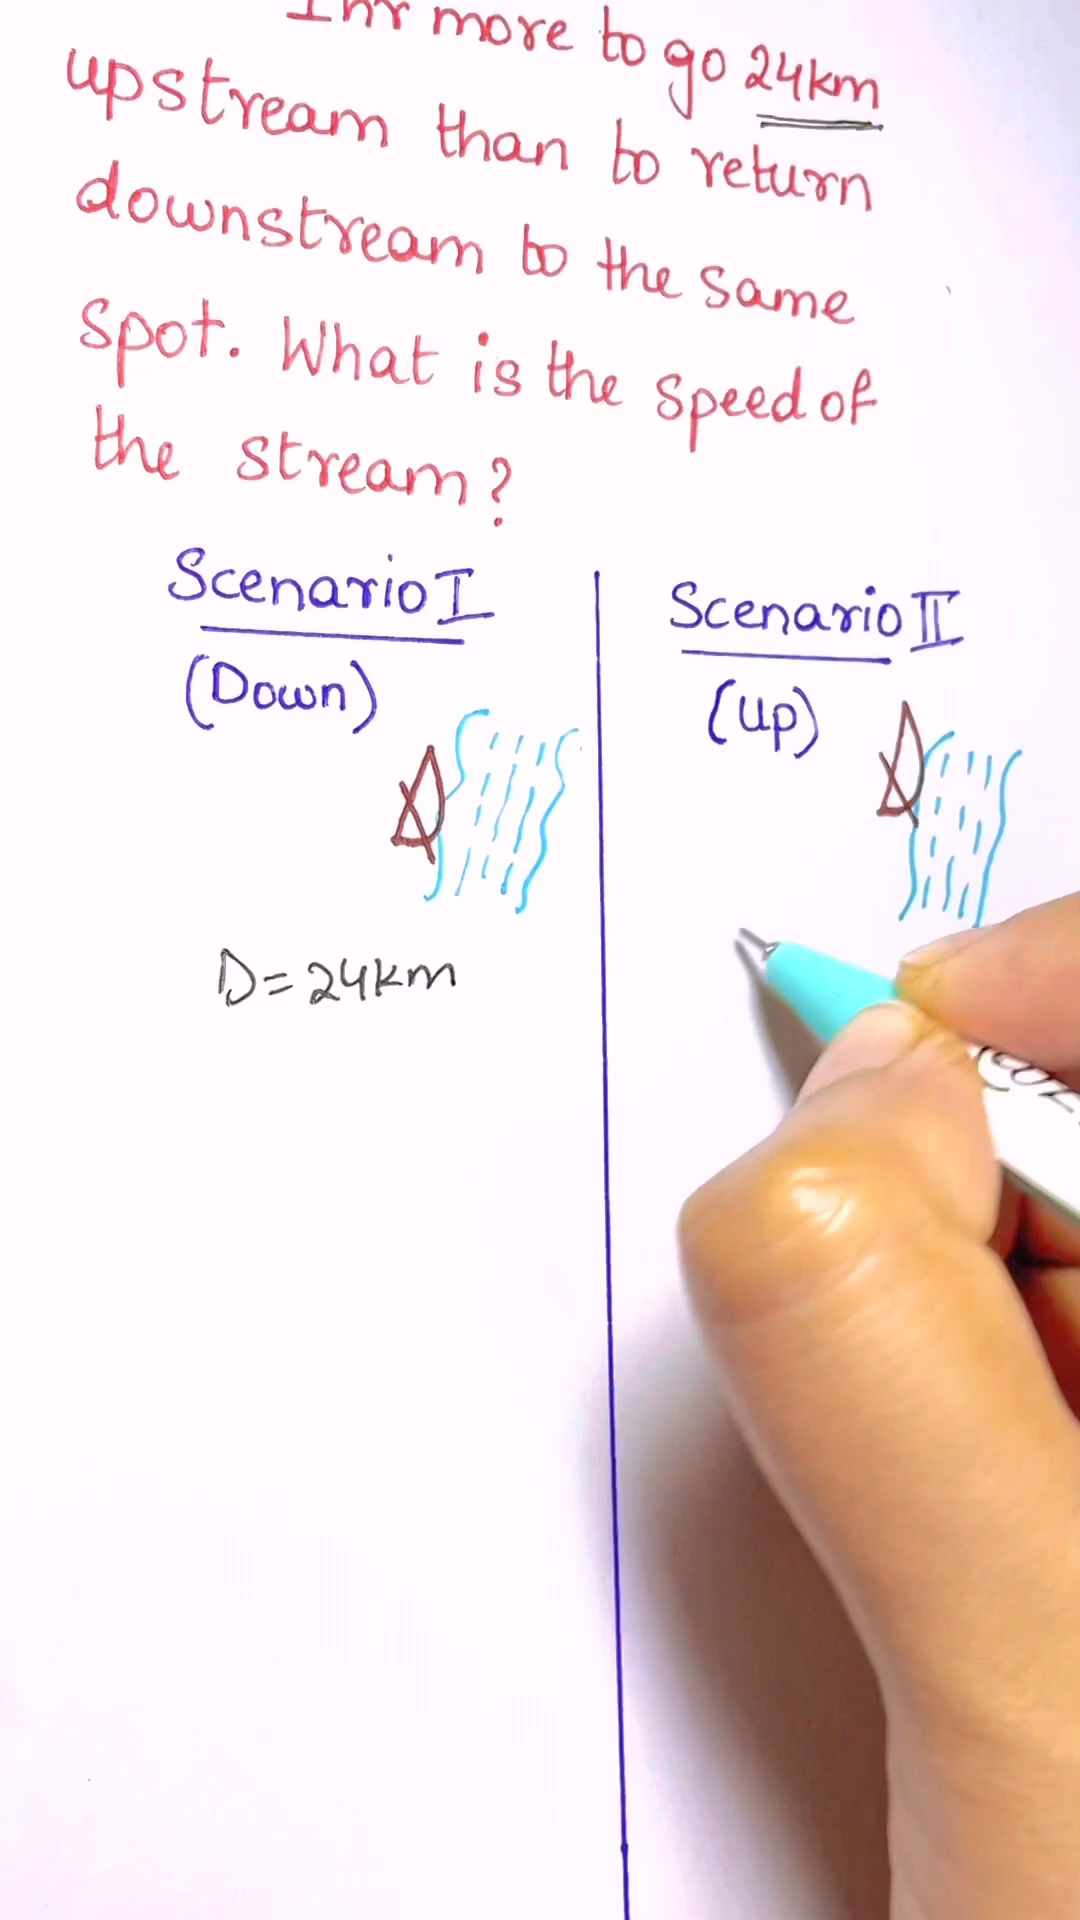 1hr more to go 24km
upstream than to return
downstream to the same
spot. What is the speed of
the stream?
Scenario I
(Down)
D = 24km
Scenario II
(Up)